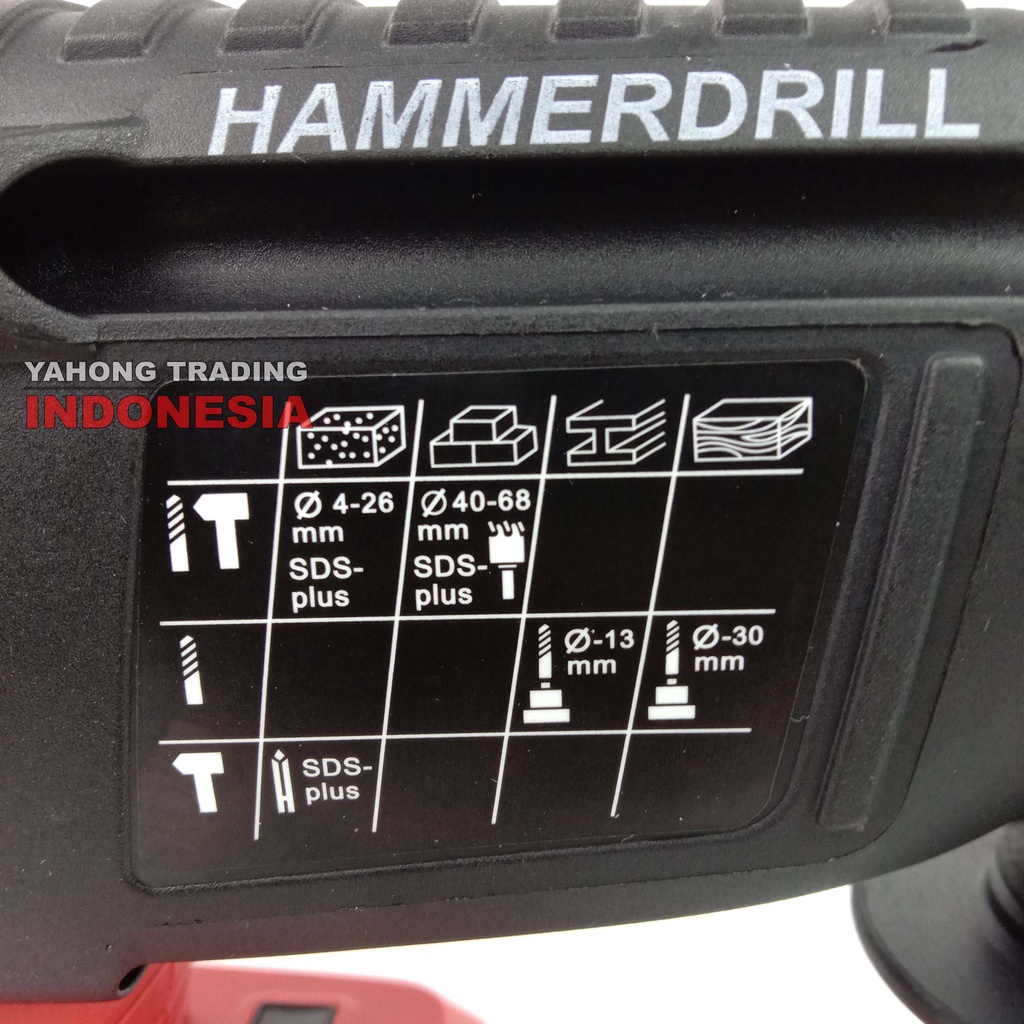 HAMMERDRILL
YAHONG TRADING
INDONESIA
Ø 4-26
mm
SDS-
plus
Ø 40-68
mm
SDS-
plus
Ø-13
mm
Ø-30
mm
SDS-
plus